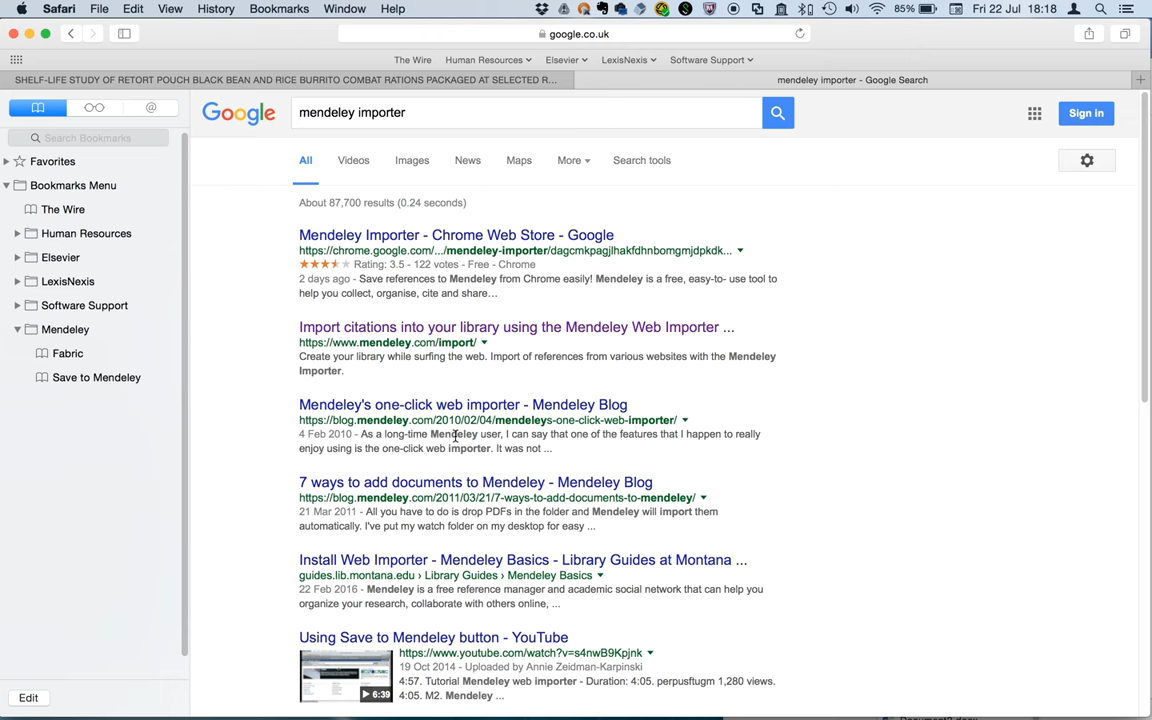 Safari File Edit View History Bookmarks Window Help 85% Fri 22 Jul 18:18
google.co.uk
The Wire Human Resources Elsevier LexisNexis Software Support
SHELF-LIFE STUDY OF RETORT POUCH BLACK BEAN AND RICE BURRITO COMBAT RATIONS PACKAGED AT SELECTED R... mendeley importer - Google Search
Search Bookmarks
Favorites
Bookmarks Menu
The Wire
Human Resources
Elsevier
LexisNexis
Software Support
Mendeley
Fabric
Save to Mendeley
Edit
Google mendeley importer Sign in
All Videos Images News Maps More Search tools
About 87,700 results (0.24 seconds)
Mendeley Importer - Chrome Web Store - Google
https://chrome.google.com/.../mendeley-importer/dagcmkpagjlhakfdhnbomgmjdpkdk...
Rating: 3.5 - 122 votes - Free - Chrome
2 days ago - Save references to Mendeley from Chrome easily! Mendeley is a free, easy-to- use tool to
help you collect, organise, cite and share…
Import citations into your library using the Mendeley Web Importer ...
https://www.mendeley.com/import/
Create your library while surfing the web. Import of references from various websites with the Mendeley
Importer.
Mendeley's one-click web importer - Mendeley Blog
https://blog.mendeley.com/2010/02/04/mendeleys-one-click-web-importer/
4 Feb 2010 - As a long-time Mendeley user, I can say that one of the features that I happen to really
enjoy using is the one-click web importer. It was not ...
7 ways to add documents to Mendeley - Mendeley Blog
https://blog.mendeley.com/2011/03/21/7-ways-to-add-documents-to-mendeley/
21 Mar 2011 - All you have to do is drop PDFs in the folder and Mendeley will import them
automatically. I've put my watch folder on my desktop for easy ...
Install Web Importer - Mendeley Basics - Library Guides at Montana ...
guides.lib.montana.edu › Library Guides › Mendeley Basics
22 Feb 2016 - Mendeley is a free reference manager and academic social network that can help you
organize your research, collaborate with others online, ...
Using Save to Mendeley button - YouTube
https://www.youtube.com/watch?v=s4nwB9Kpjnk
19 Oct 2014 - Uploaded by Annie Zeidman-Karpinski
4:57. Tutorial Mendeley web importer - Duration: 4:05. perpusftugm 1,280 views.
4:05. M2. Mendeley ...
6:39